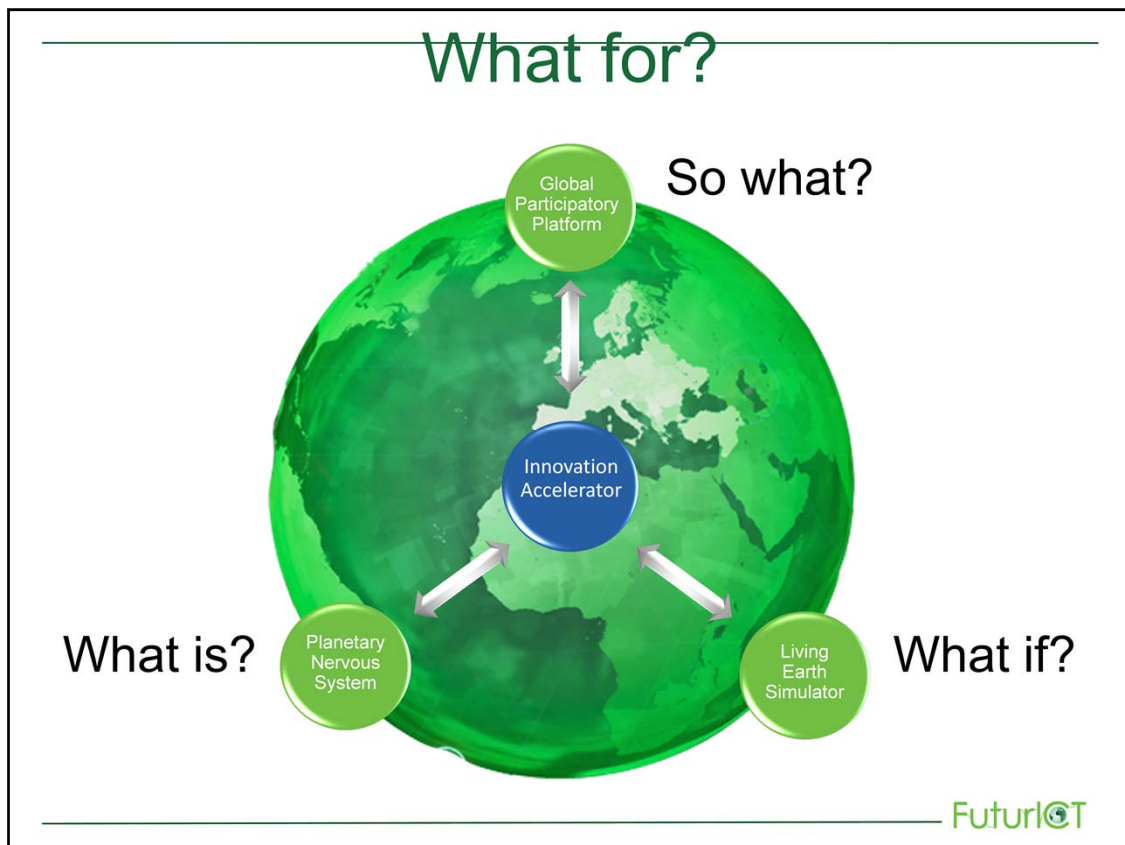 What for?
So what?
Global
Participatory
Platform
Innovation
Accelerator
What is?
Planetary
Nervous
System
Living
Earth
Simulator
What if?
FuturICT